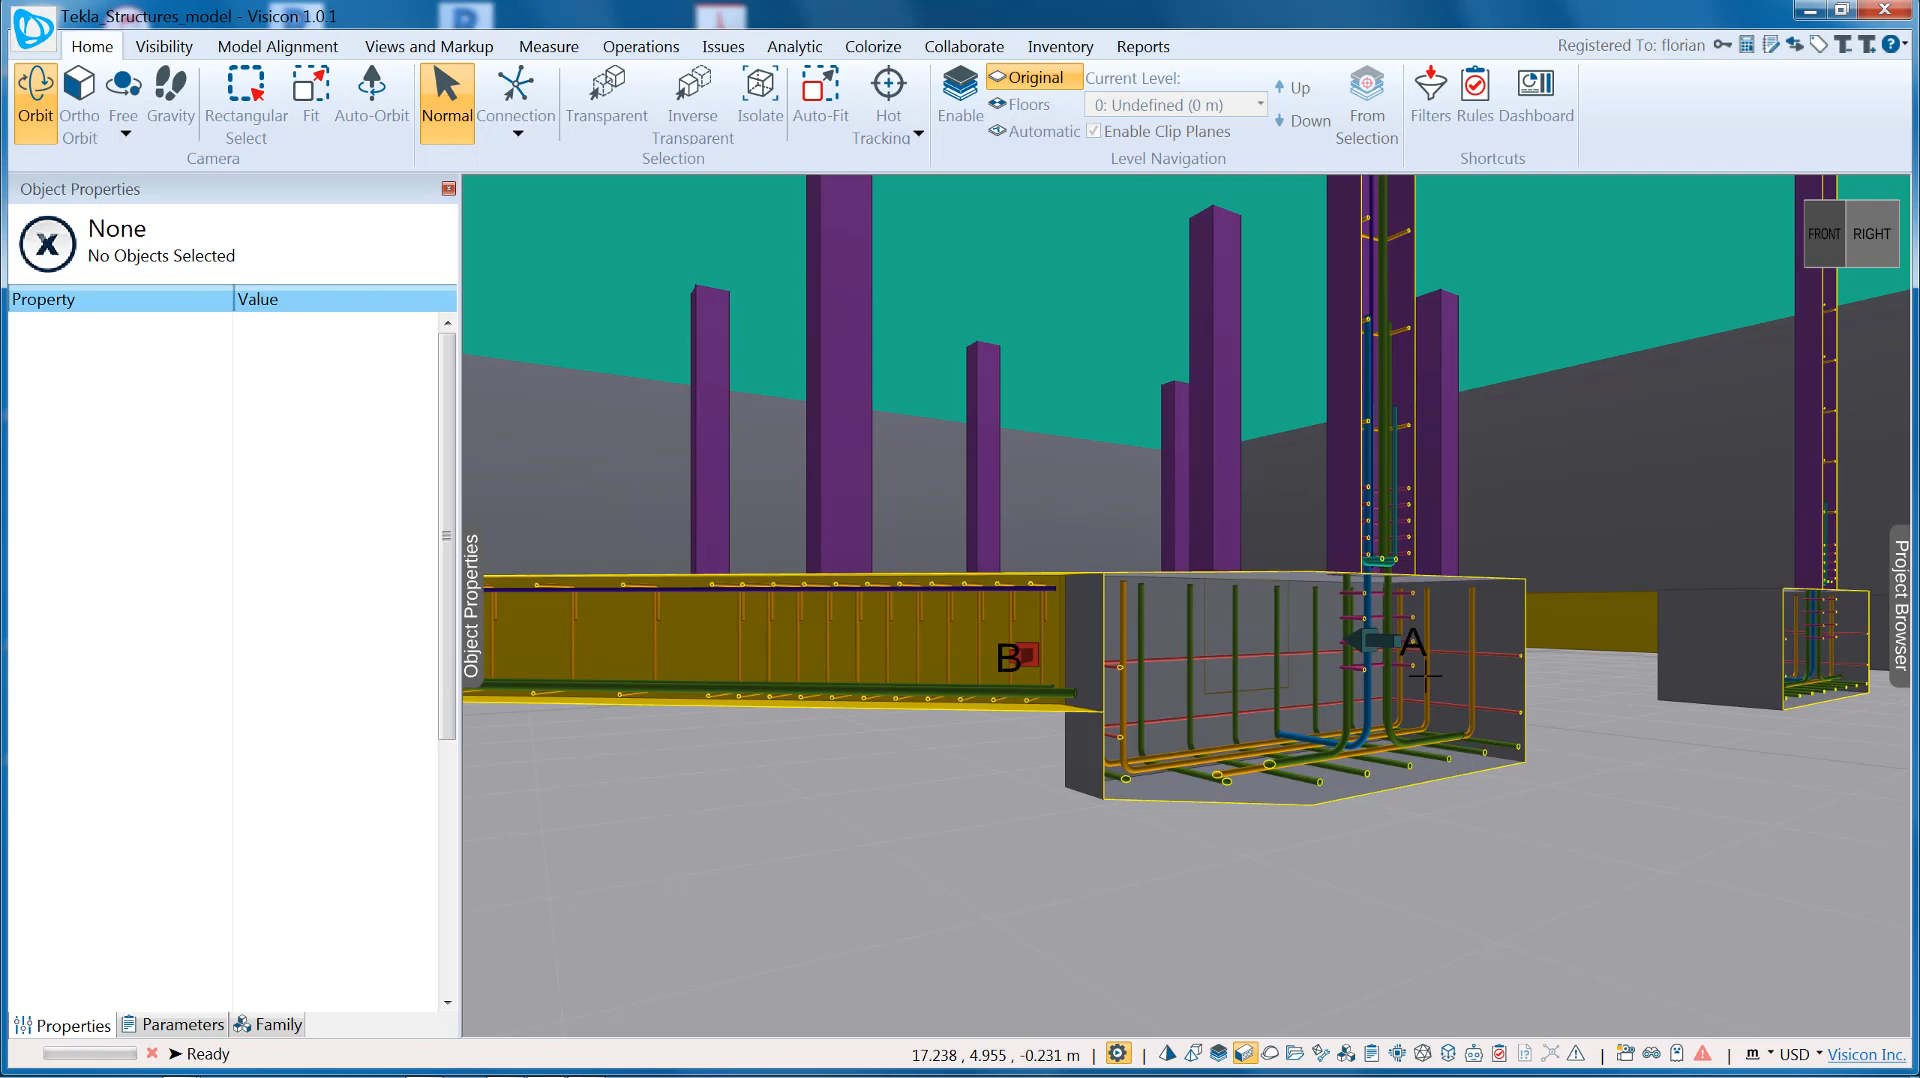 Tekla_Structures_model - Visicon 1.0.1
Home Visibility Model Alignment Views and Markup Measure Operations Issues Analytic Colorize Collaborate Inventory Reports
Registered To: florian
Orbit Ortho Orbit Free Gravity Rectangular Select Fit Auto-Orbit
Camera
Normal Connection Transparent Inverse Transparent Isolate Auto-Fit Hot Tracking
Selection
Enable Original Floors Automatic
Current Level:
0: Undefined (0 m)
Enable Clip Planes
Up
Down
From Selection
Level Navigation
Filters Rules Dashboard
Shortcuts
Object Properties
None
No Objects Selected
Property Value
Object Properties
B
A
FRONT RIGHT
Project Browser
Properties Parameters Family
Ready
17.238 , 4.955 , -0.231 m
m USD Visicon Inc.